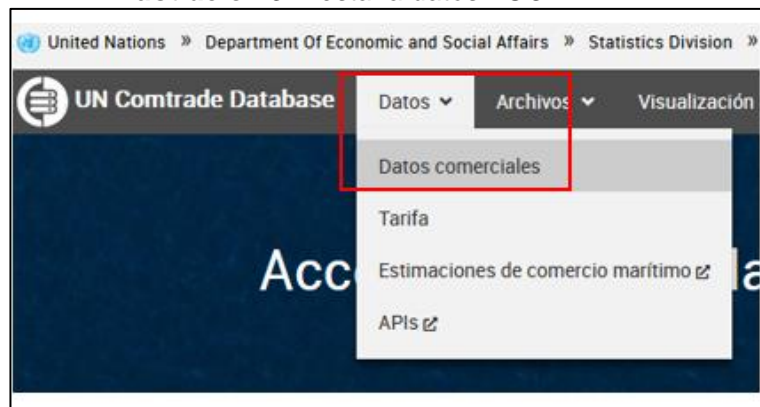 United Nations » Department Of Economic and Social Affairs » Statistics Division »
UN Comtrade Database Datos Archivos Visualización
Datos comerciales
Tarifa
Acc
Estimaciones de comercio marítimo
APIs